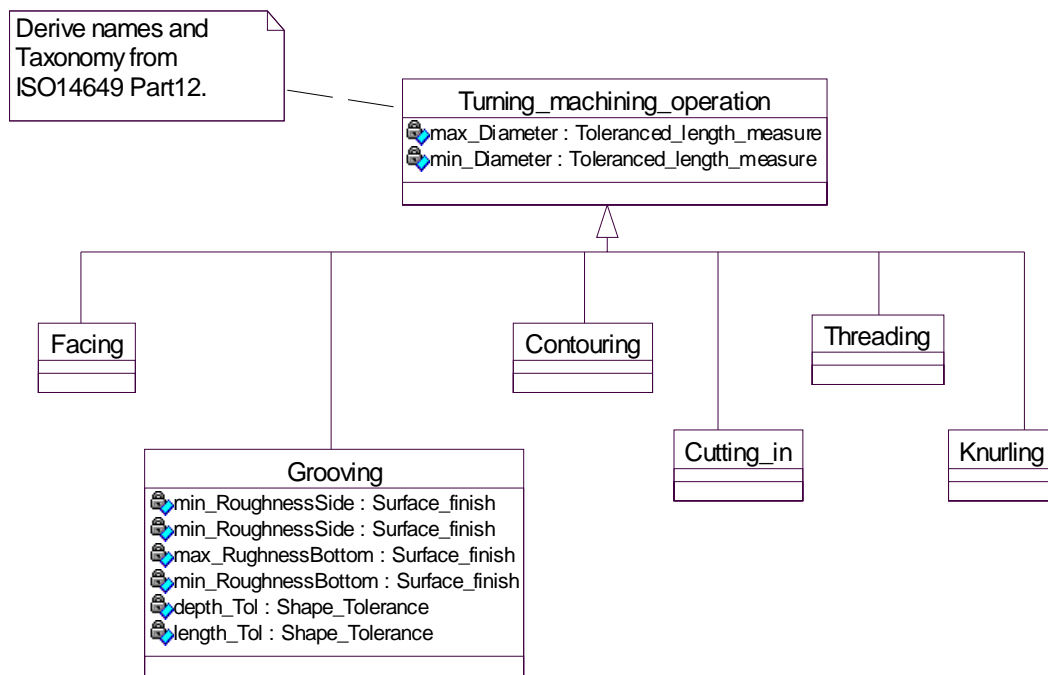 Derive names and
Taxonomy from
ISO14649 Part12.
Turning_machining_operation
max_Diameter : Toleranced_length_measure
min_Diameter : Toleranced_length_measure
Facing
Contouring
Threading
Cutting_in
Knurling
Grooving
min_RoughnessSide : Surface_finish
min_RoughnessSide : Surface_finish
max_RughnessBottom : Surface_finish
min_RoughnessBottom : Surface_finish
depth_Tol : Shape_Tolerance
length_Tol : Shape_Tolerance